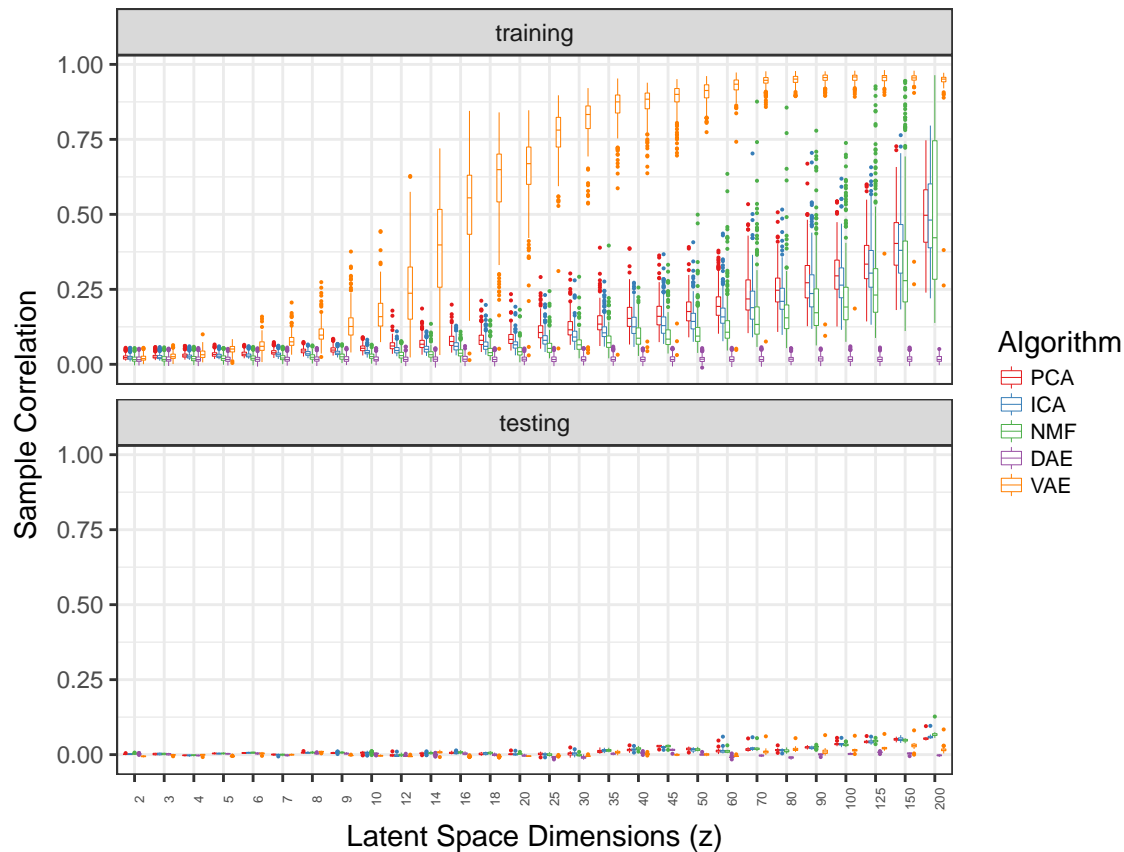 training
1.00
0.75
0.50
0.25
0.00
testing
1.00
0.75
0.50
0.25
0.00
Sample Correlation
2 3 4 5 6 7 8 9 10 12 14 16 18 20 25 30 35 40 45 50 60 70 80 90 100 125 150 200
Latent Space Dimensions (z)
Algorithm
PCA
ICA
NMF
DAE
VAE